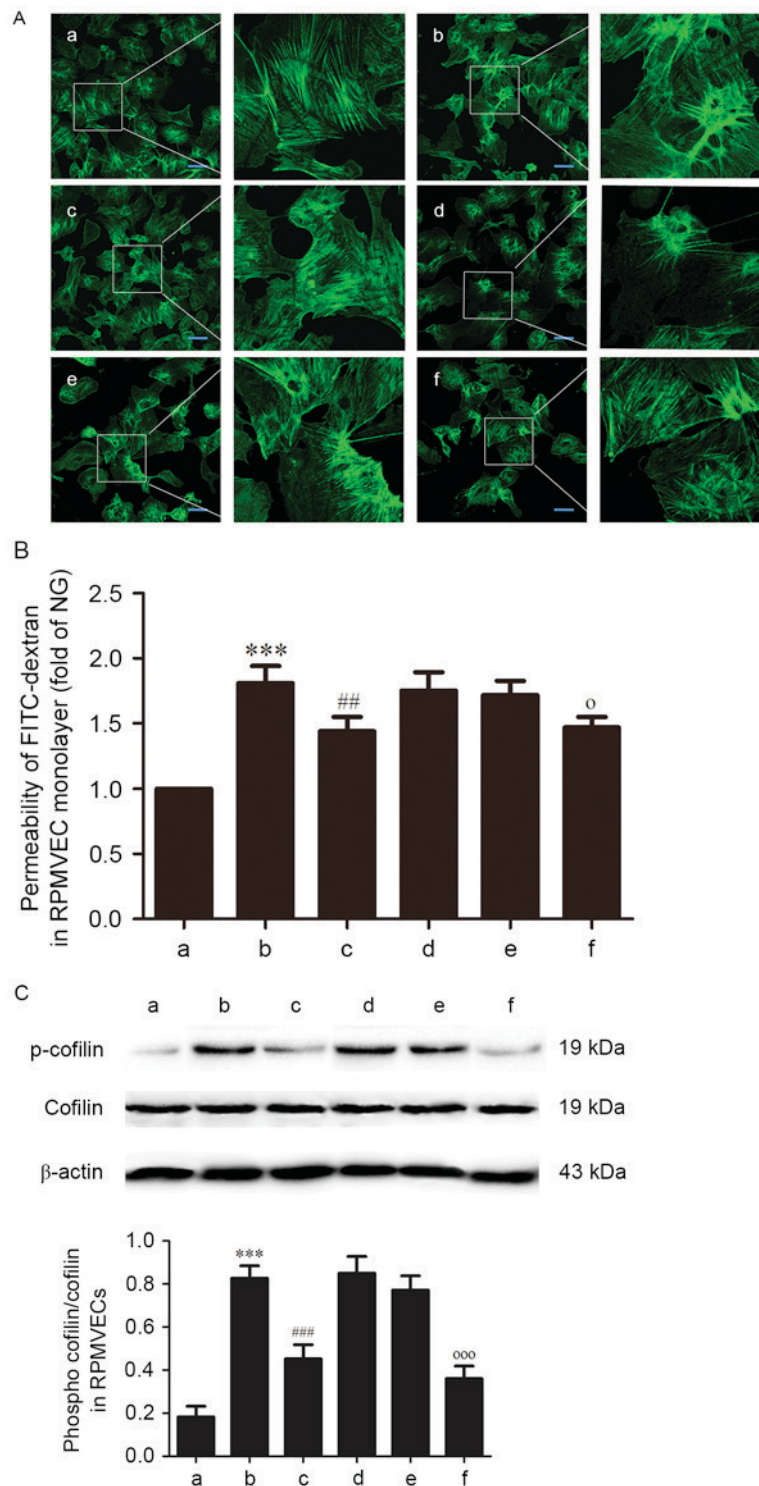 A
a
b
c
d
e
f
B
Permeability of FITC-dextran
in RPMVEC monolayer (fold of NG)
2.5
2.0
1.5
1.0
0.5
0.0
***
##
o
a b c d e f
C
a b c d e f
p-cofilin 19 kDa
Cofilin 19 kDa
β-actin 43 kDa
Phospho cofilin/cofilin
in RPMVECs
1.0
0.8
0.6
0.4
0.2
0.0
***
###
ooo
a b c d e f